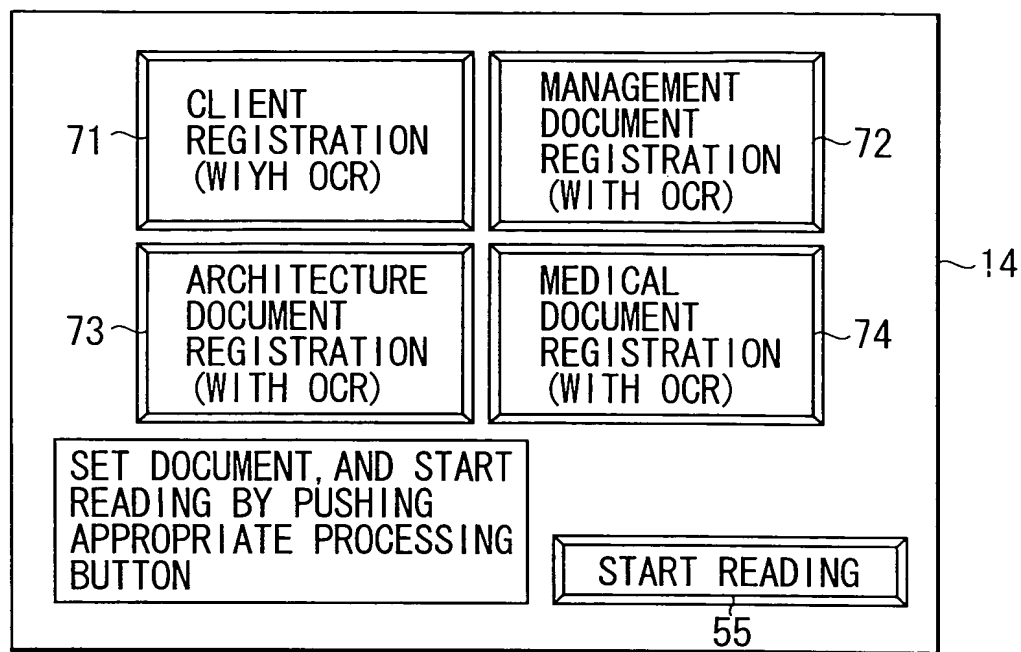 CLIENT
REGISTRATION
(WIYH OCR)
71
MANAGEMENT
DOCUMENT
REGISTRATION
(WITH OCR)
72
ARCHITECTURE
DOCUMENT
REGISTRATION
(WITH OCR)
73
MEDICAL
DOCUMENT
REGISTRATION
(WITH OCR)
74
14
SET DOCUMENT, AND START
READING BY PUSHING
APPROPRIATE PROCESSING
BUTTON
START READING
55